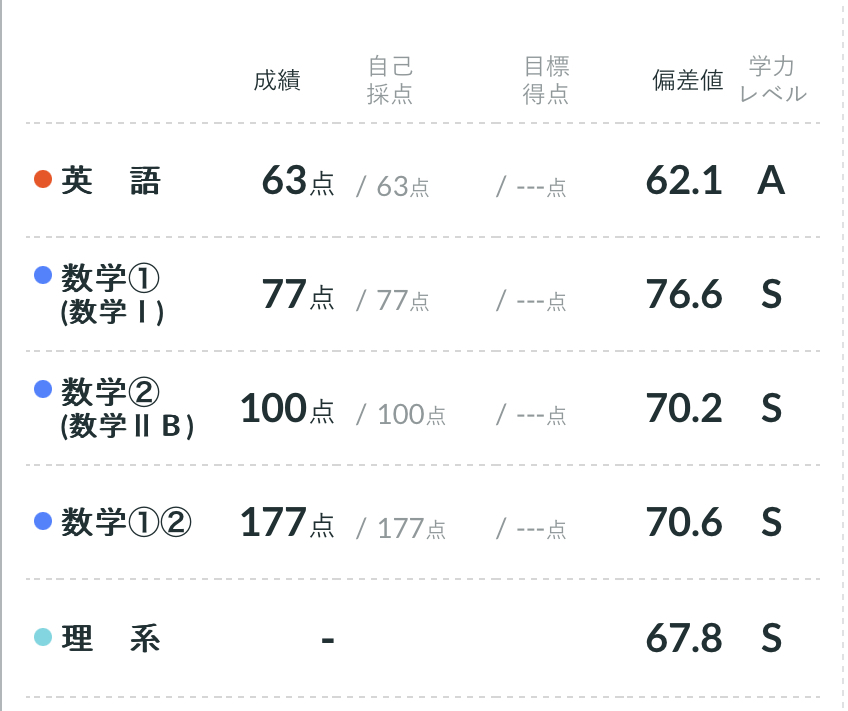 成績 自己採点 目標得点 偏差値 学力レベル
英　語 63点 / 63点 / ---点 62.1 A
数学① 77点 / 77点 / ---点 76.6 S
(数学Ⅰ)
数学② 100点 / 100点 / ---点 70.2 S
(数学ⅡB)
数学①② 177点 / 177点 / ---点 70.6 S
理　系 - 67.8 S